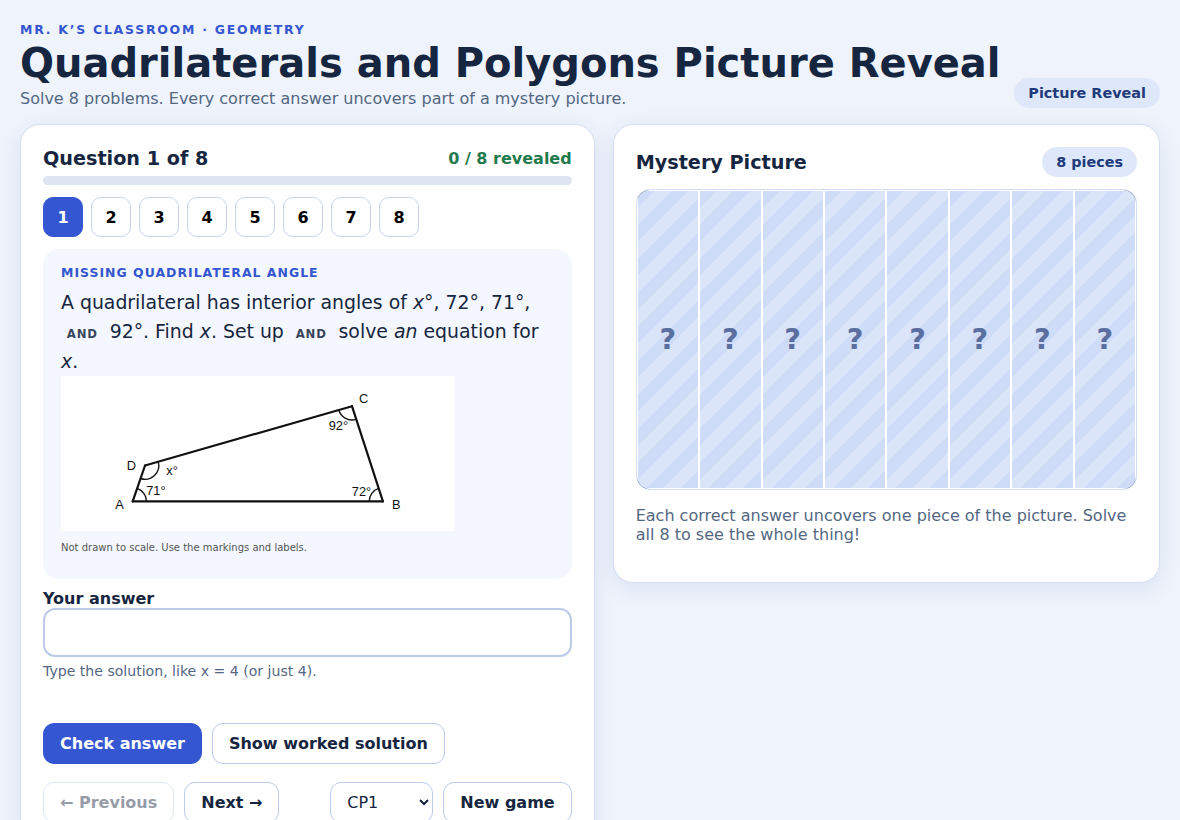 MR. K’S CLASSROOM · GEOMETRY
Quadrilaterals and Polygons Picture Reveal
Solve 8 problems. Every correct answer uncovers part of a mystery picture.
Picture Reveal
Question 1 of 8
0 / 8 revealed
1 2 3 4 5 6 7 8
MISSING QUADRILATERAL ANGLE
A quadrilateral has interior angles of x°, 72°, 71°,
AND 92°. Find x. Set up AND solve an equation for
x.
C
92°
D
x°
71°
72°
A
B
Not drawn to scale. Use the markings and labels.
Your answer
Type the solution, like x = 4 (or just 4).
Check answer
Show worked solution
← Previous
Next →
CP1
New game
Mystery Picture
8 pieces
? ? ? ? ? ? ? ?
Each correct answer uncovers one piece of the picture. Solve
all 8 to see the whole thing!